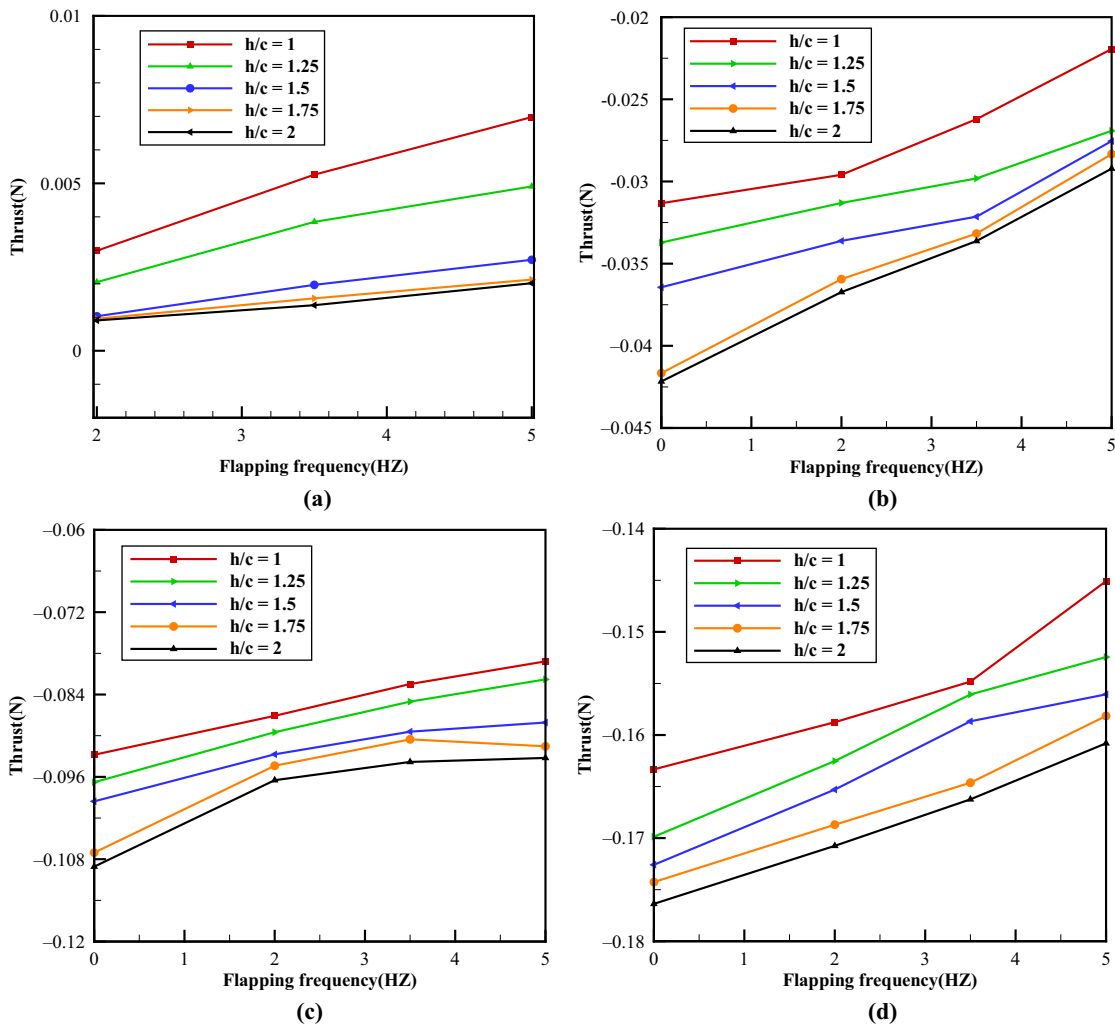 0.01
0.005
0
Thrust(N)
h/c = 1
h/c = 1.25
h/c = 1.5
h/c = 1.75
h/c = 2
2 3 4 5
Flapping frequency(HZ)
(a)
-0.02
-0.025
-0.03
-0.035
-0.04
−0.045
Thrust(N)
h/c = 1
h/c = 1.25
h/c = 1.5
h/c = 1.75
h/c = 2
0 1 2 3 4 5
Flapping frequency(HZ)
(b)
−0.06
−0.072
−0.084
−0.096
−0.108
−0.12
Thrust(N)
h/c = 1
h/c = 1.25
h/c = 1.5
h/c = 1.75
h/c = 2
0 1 2 3 4 5
Flapping frequency(HZ)
(c)
−0.14
−0.15
−0.16
−0.17
−0.18
Thrust(N)
h/c = 1
h/c = 1.25
h/c = 1.5
h/c = 1.75
h/c = 2
0 1 2 3 4 5
Flapping frequency(HZ)
(d)